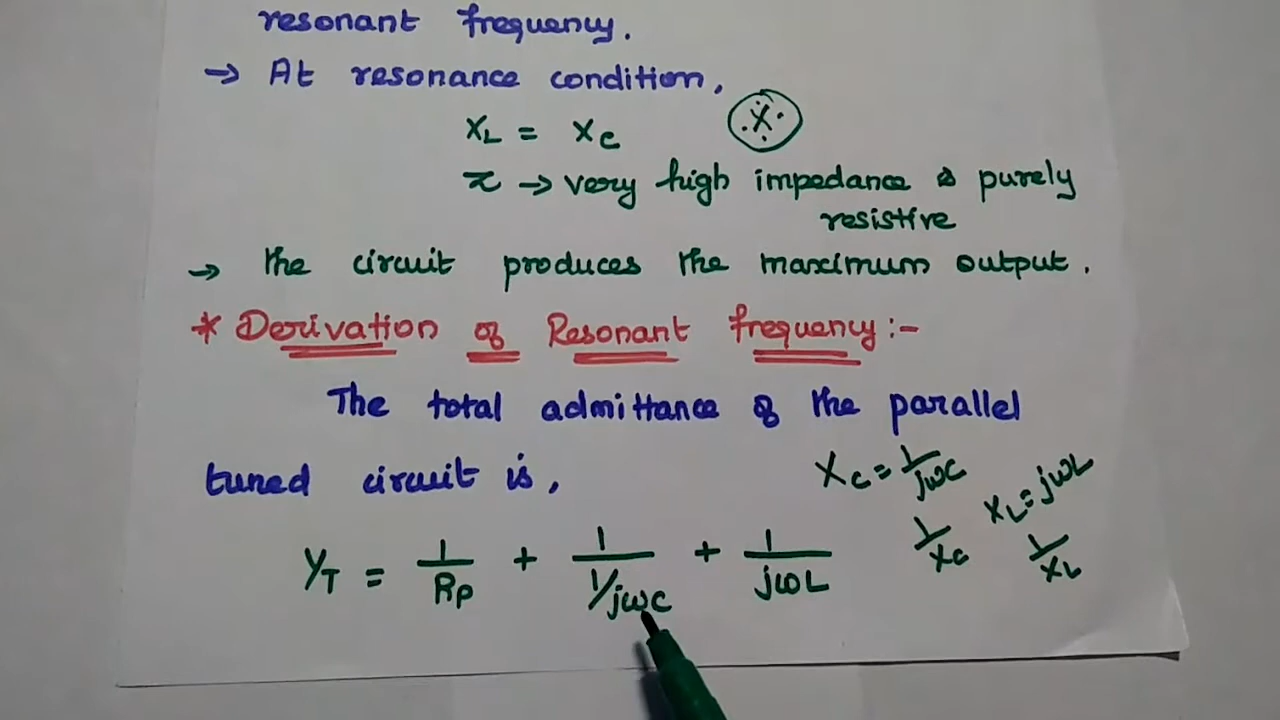 resonant frequency.
→ At resonance condition,
XL = Xc
.X.
Z → very high impedance & purely
resistive
→ the circuit produces the maximum output.
* Derivation of Resonant frequency :-
The total admittance of the parallel
tuned circuit is,
Xc = 1/jωC
XL = jωL
YT = 1/Rp + 1/(1/jωc) + 1/jωL
1/Xc
1/XL